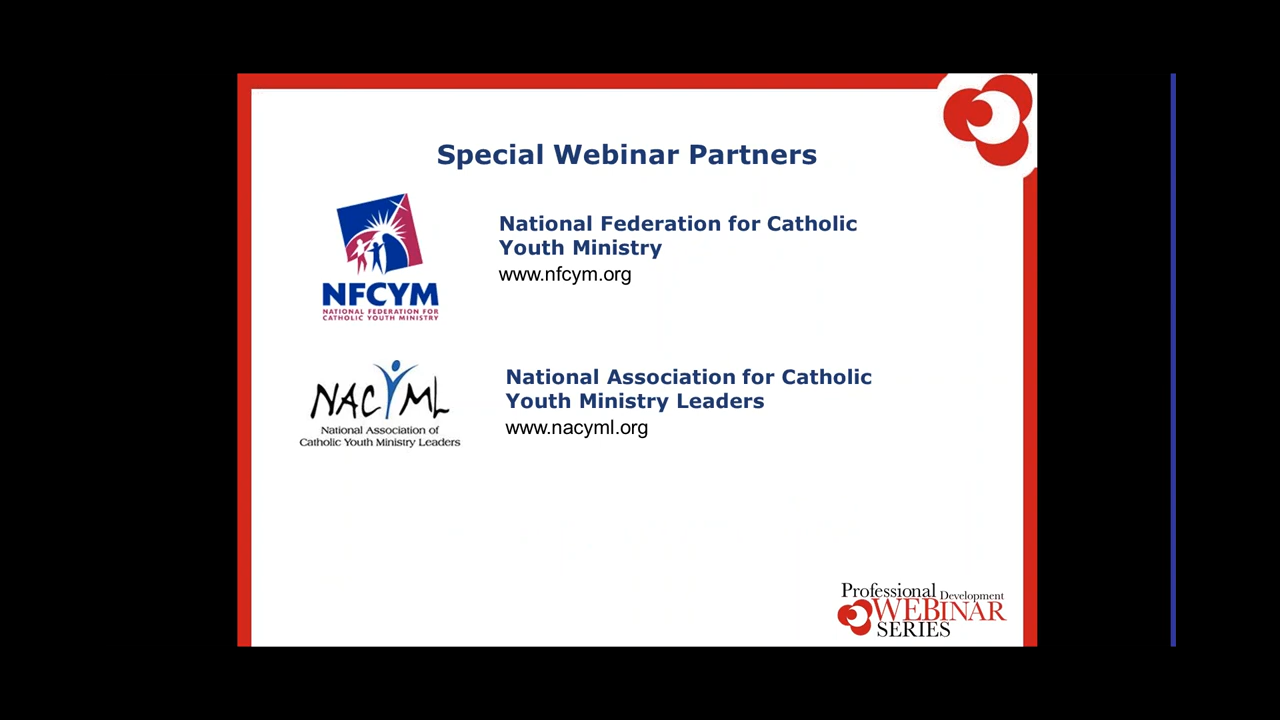 Special Webinar Partners
National Federation for Catholic
Youth Ministry
www.nfcym.org
NFCYM
NATIONAL FEDERATION FOR
CATHOLIC YOUTH MINISTRY
National Association for Catholic
Youth Ministry Leaders
www.nacyml.org
NACYML
National Association of
Catholic Youth Ministry Leaders
Professional Development
WEBINAR
SERIES